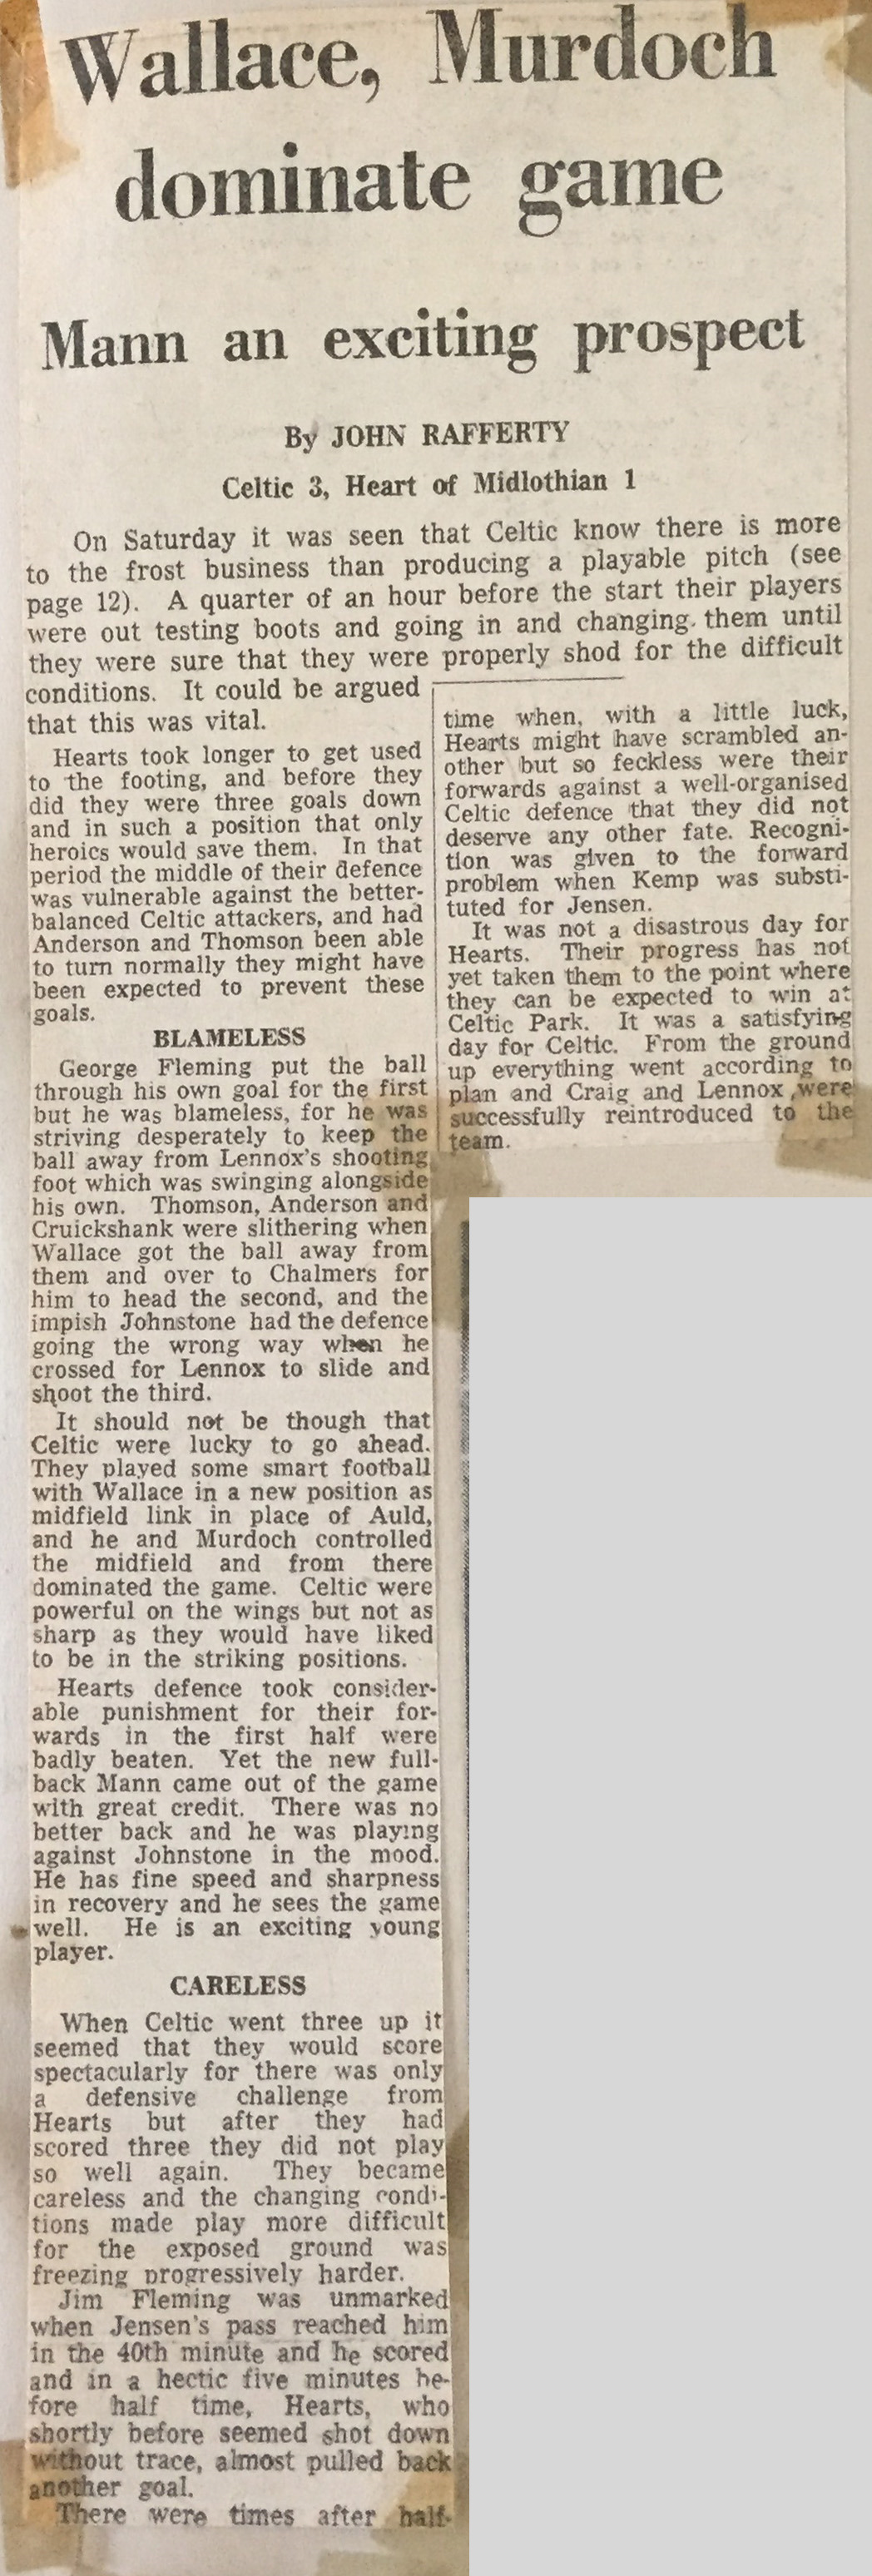 Wallace, Murdoch
dominate game
Mann an exciting prospect
By JOHN RAFFERTY
Celtic 3, Heart of Midlothian 1
On Saturday it was seen that Celtic know there is more
to the frost business than producing a playable pitch (see
page 12). A quarter of an hour before the start their players
were out testing boots and going in and changing them until
they were sure that they were properly shod for the difficult
conditions. It could be argued
that this was vital.
Hearts took longer to get used
to the footing, and before they
did they were three goals down
and in such a position that only
heroics would save them. In that
period the middle of their defence
was vulnerable against the better-
balanced Celtic attackers, and had
Anderson and Thomson been able
to turn normally they might have
been expected to prevent these
goals.
BLAMELESS
George Fleming put the ball
through his own goal for the first
but he was blameless, for he was
striving desperately to keep the
ball away from Lennox's shooting
foot which was swinging alongside
his own. Thomson, Anderson and
Cruickshank were slithering when
Wallace got the ball away from
them and over to Chalmers for
him to head the second, and the
impish Johnstone had the defence
going the wrong way when he
crossed for Lennox to slide and
shoot the third.
It should not be though that
Celtic were lucky to go ahead.
They played some smart football
with Wallace in a new position as
midfield link in place of Auld,
and he and Murdoch controlled
the midfield and from there
dominated the game. Celtic were
powerful on the wings but not as
sharp as they would have liked
to be in the striking positions.
Hearts defence took consider-
able punishment for their for-
wards in the first half were
badly beaten. Yet the new full-
back Mann came out of the game
with great credit. There was no
better back and he was playing
against Johnstone in the mood.
He has fine speed and sharpness
in recovery and he sees the game
well. He is an exciting young
player.
CARELESS
When Celtic went three up it
seemed that they would score
spectacularly for there was only
a defensive challenge from
Hearts but after they had
scored three they did not play
so well again. They became
careless and the changing condi-
tions made play more difficult
for the exposed ground was
freezing progressively harder.
Jim Fleming was unmarked
when Jensen's pass reached him
in the 40th minute and he scored
and in a hectic five minutes be-
fore half time, Hearts, who
shortly before seemed shot down
without trace, almost pulled back
another goal.
There were times after half-
time when, with a little luck,
Hearts might have scrambled an-
other but so feckless were their
forwards against a well-organised
Celtic defence that they did not
deserve any other fate. Recogni-
tion was given to the forward
problem when Kemp was substi-
tuted for Jensen.
It was not a disastrous day for
Hearts. Their progress has not
yet taken them to the point where
they can be expected to win at
Celtic Park. It was a satisfying
day for Celtic. From the ground
up everything went according to
plan and Craig and Lennox were
successfully reintroduced to the
team.